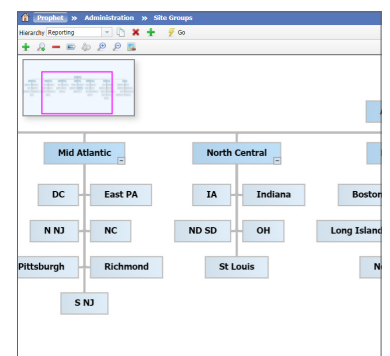 Prophet » Administration » Site Groups
Hierarchy Reporting Go
Mid Atlantic North Central
DC East PA IA Indiana Boston
N NJ NC ND SD OH Long Island
Pittsburgh Richmond St Louis
S NJ